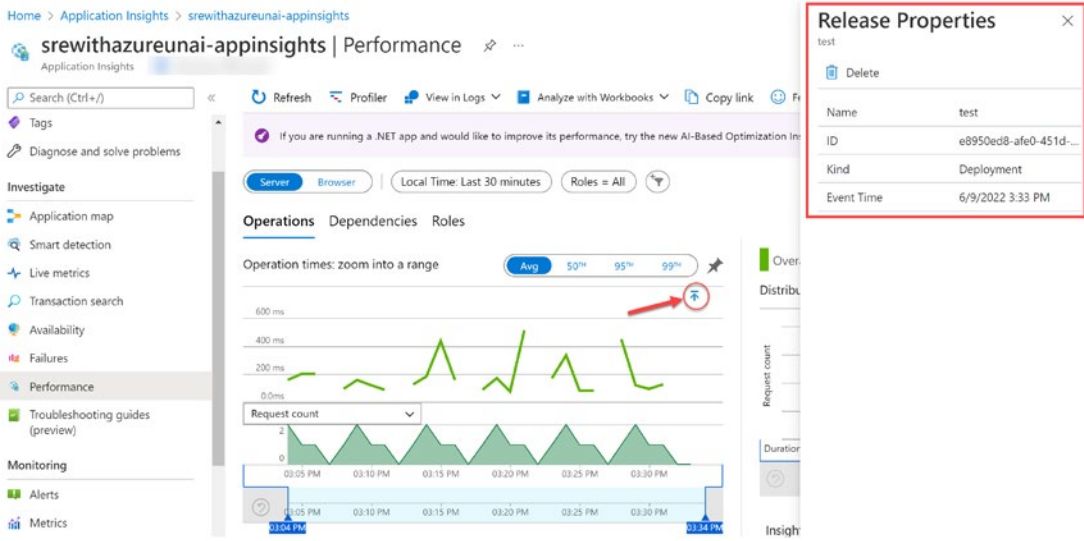 Home > Application Insights > srewithazureunai-appinsights
srewithazureunai-appinsights | Performance
Application Insights
Search (Ctrl+/)
Tags
Diagnose and solve problems
Investigate
Application map
Smart detection
Live metrics
Transaction search
Availability
Failures
Performance
Troubleshooting guides
(preview)
Monitoring
Alerts
Metrics
Refresh Profiler View in Logs Analyze with Workbooks Copy link
If you are running a .NET app and would like to improve its performance, try the new AI-Based Optimization
Server Browser Local Time: Last 30 minutes Roles = All
Operations Dependencies Roles
Operation times: zoom into a range
Avg 50TH 95TH 99TH
600 ms
400 ms
200 ms
0.0ms
Request count
2
0
03:05 PM 03:10 PM 03:15 PM 03:20 PM 03:25 PM 03:30 PM
03:05 PM 03:10 PM 03:15 PM 03:20 PM 03:25 PM 03:30 PM
03:04 PM 03:34 PM
Request count
Duration
Release Properties
test
Delete
Name test
ID e8950ed8-afe0-451d-...
Kind Deployment
Event Time 6/9/2022 3:33 PM